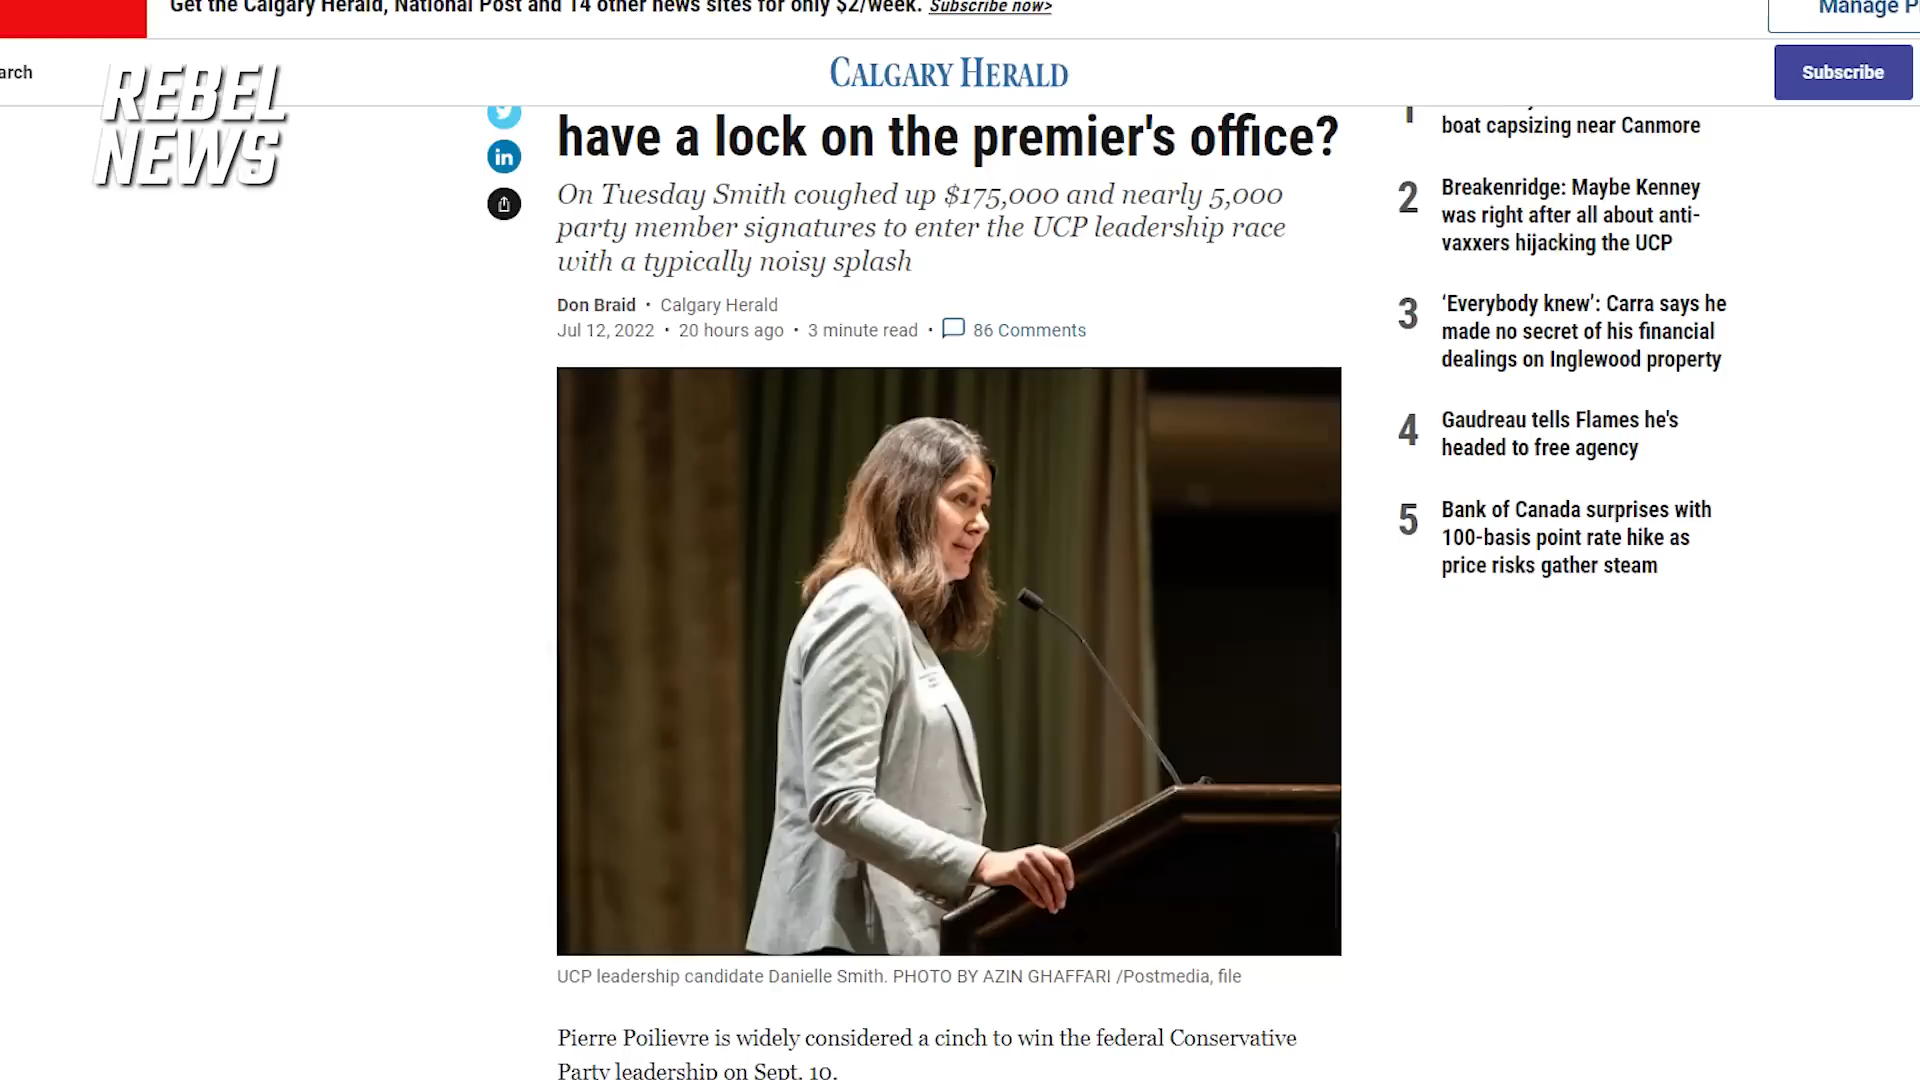 Get the Calgary Herald, National Post and 14 other news sites for only $2/week. Subscribe now>
Manage
arch
REBEL
NEWS
CALGARY HERALD
Subscribe
have a lock on the premier's office?
On Tuesday Smith coughed up $175,000 and nearly 5,000
party member signatures to enter the UCP leadership race
with a typically noisy splash
Don Braid • Calgary Herald
Jul 12, 2022 • 20 hours ago • 3 minute read • 86 Comments
UCP leadership candidate Danielle Smith. PHOTO BY AZIN GHAFFARI /Postmedia, file
Pierre Poilievre is widely considered a cinch to win the federal Conservative
Party leadership on Sept. 10.
1
boat capsizing near Canmore
2
Breakenridge: Maybe Kenney
was right after all about anti-
vaxxers hijacking the UCP
3
‘Everybody knew’: Carra says he
made no secret of his financial
dealings on Inglewood property
4
Gaudreau tells Flames he's
headed to free agency
5
Bank of Canada surprises with
100-basis point rate hike as
price risks gather steam